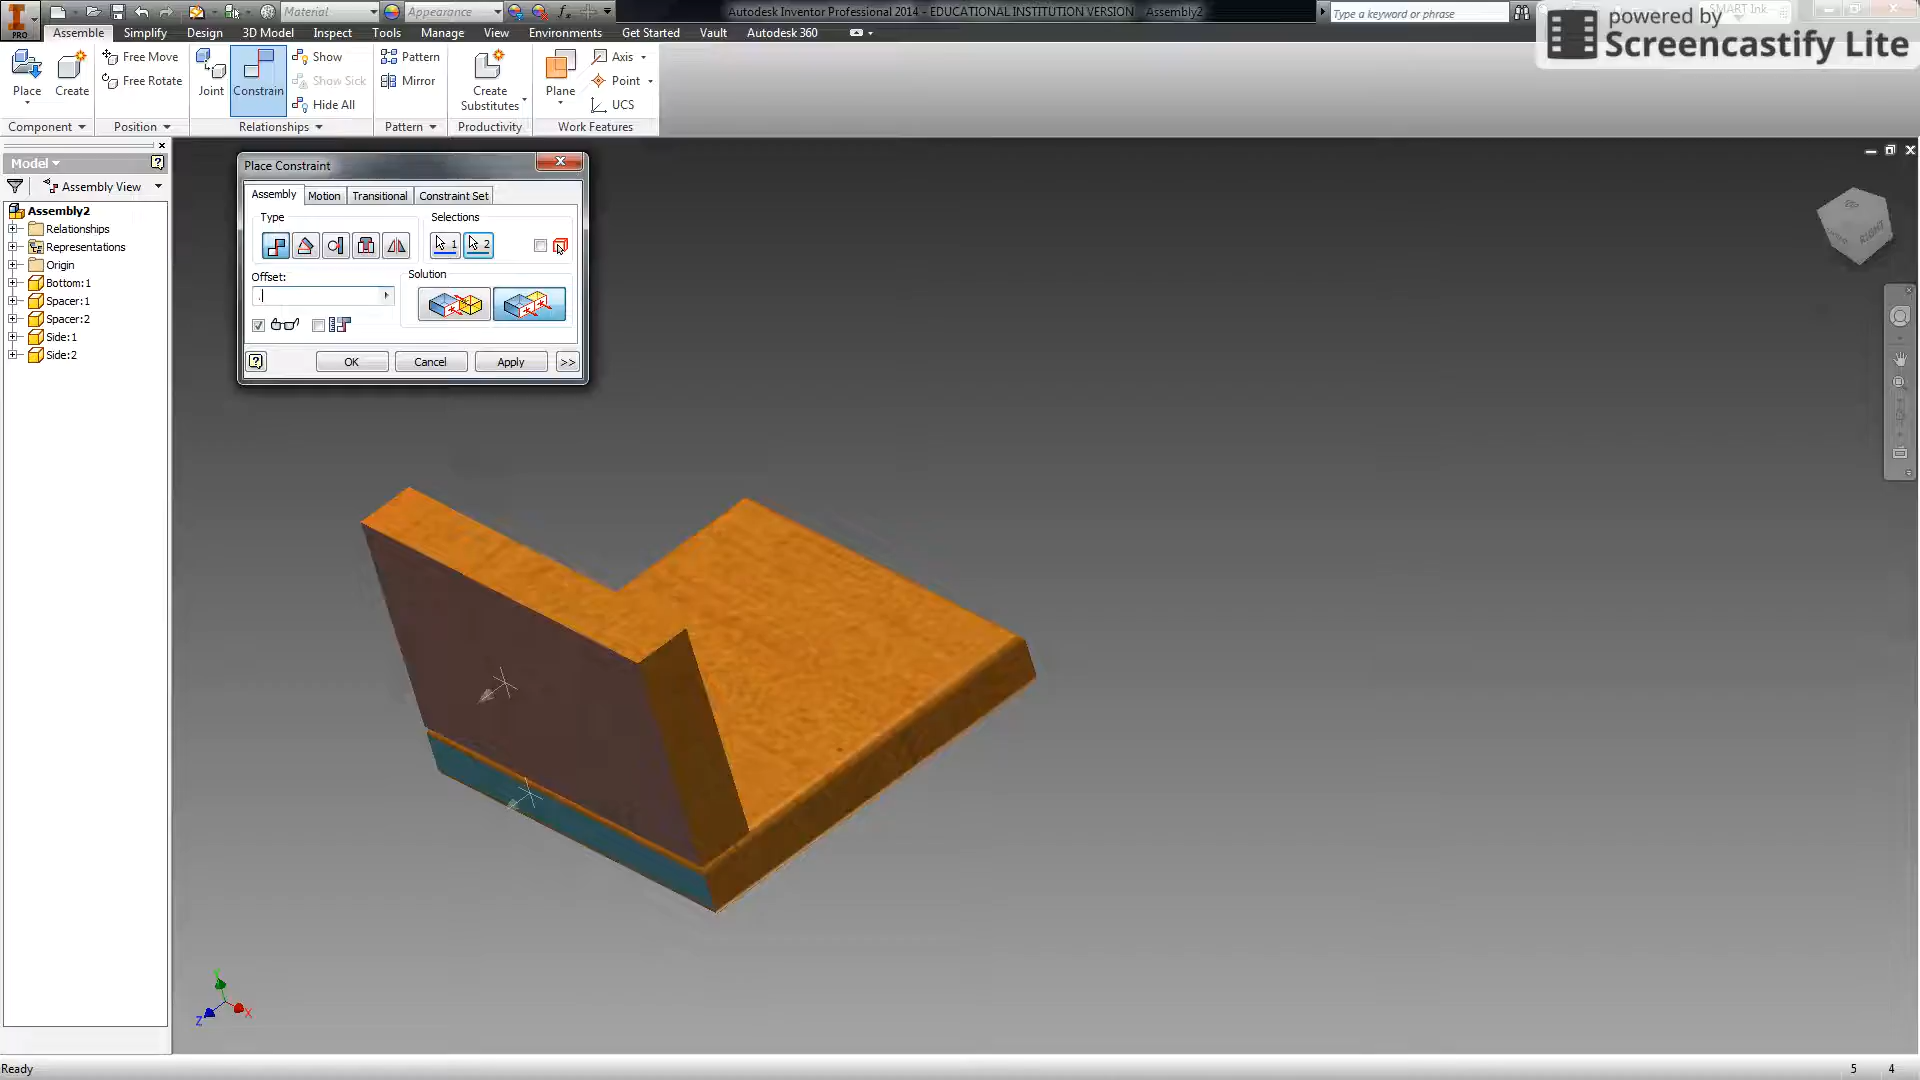 Material
Appearance
Autodesk Inventor Professional 2014 - EDUCATIONAL INSTITUTION VERSION Assembly2
Type a keyword or phrase
SMART Ink
powered by
Screencastify Lite
PRO
Assemble Simplify Design 3D Model Inspect Tools Manage View Environments Get Started Vault Autodesk 360
Place
Create
Free Move
Free Rotate
Joint
Constrain
Show
Show Sick
Hide All
Pattern
Mirror
Create
Substitutes
Plane
Axis
Point
UCS
Component
Position
Relationships
Pattern
Productivity
Work Features
Model
Assembly View
Assembly2
Relationships
Representations
Origin
Bottom:1
Spacer:1
Spacer:2
Side:1
Side:2
Place Constraint
Assembly Motion Transitional Constraint Set
Type
Selections
1 2
Offset:
.
Solution
OK Cancel Apply >>
RIGHT
Y
Z
X
Ready
5 4